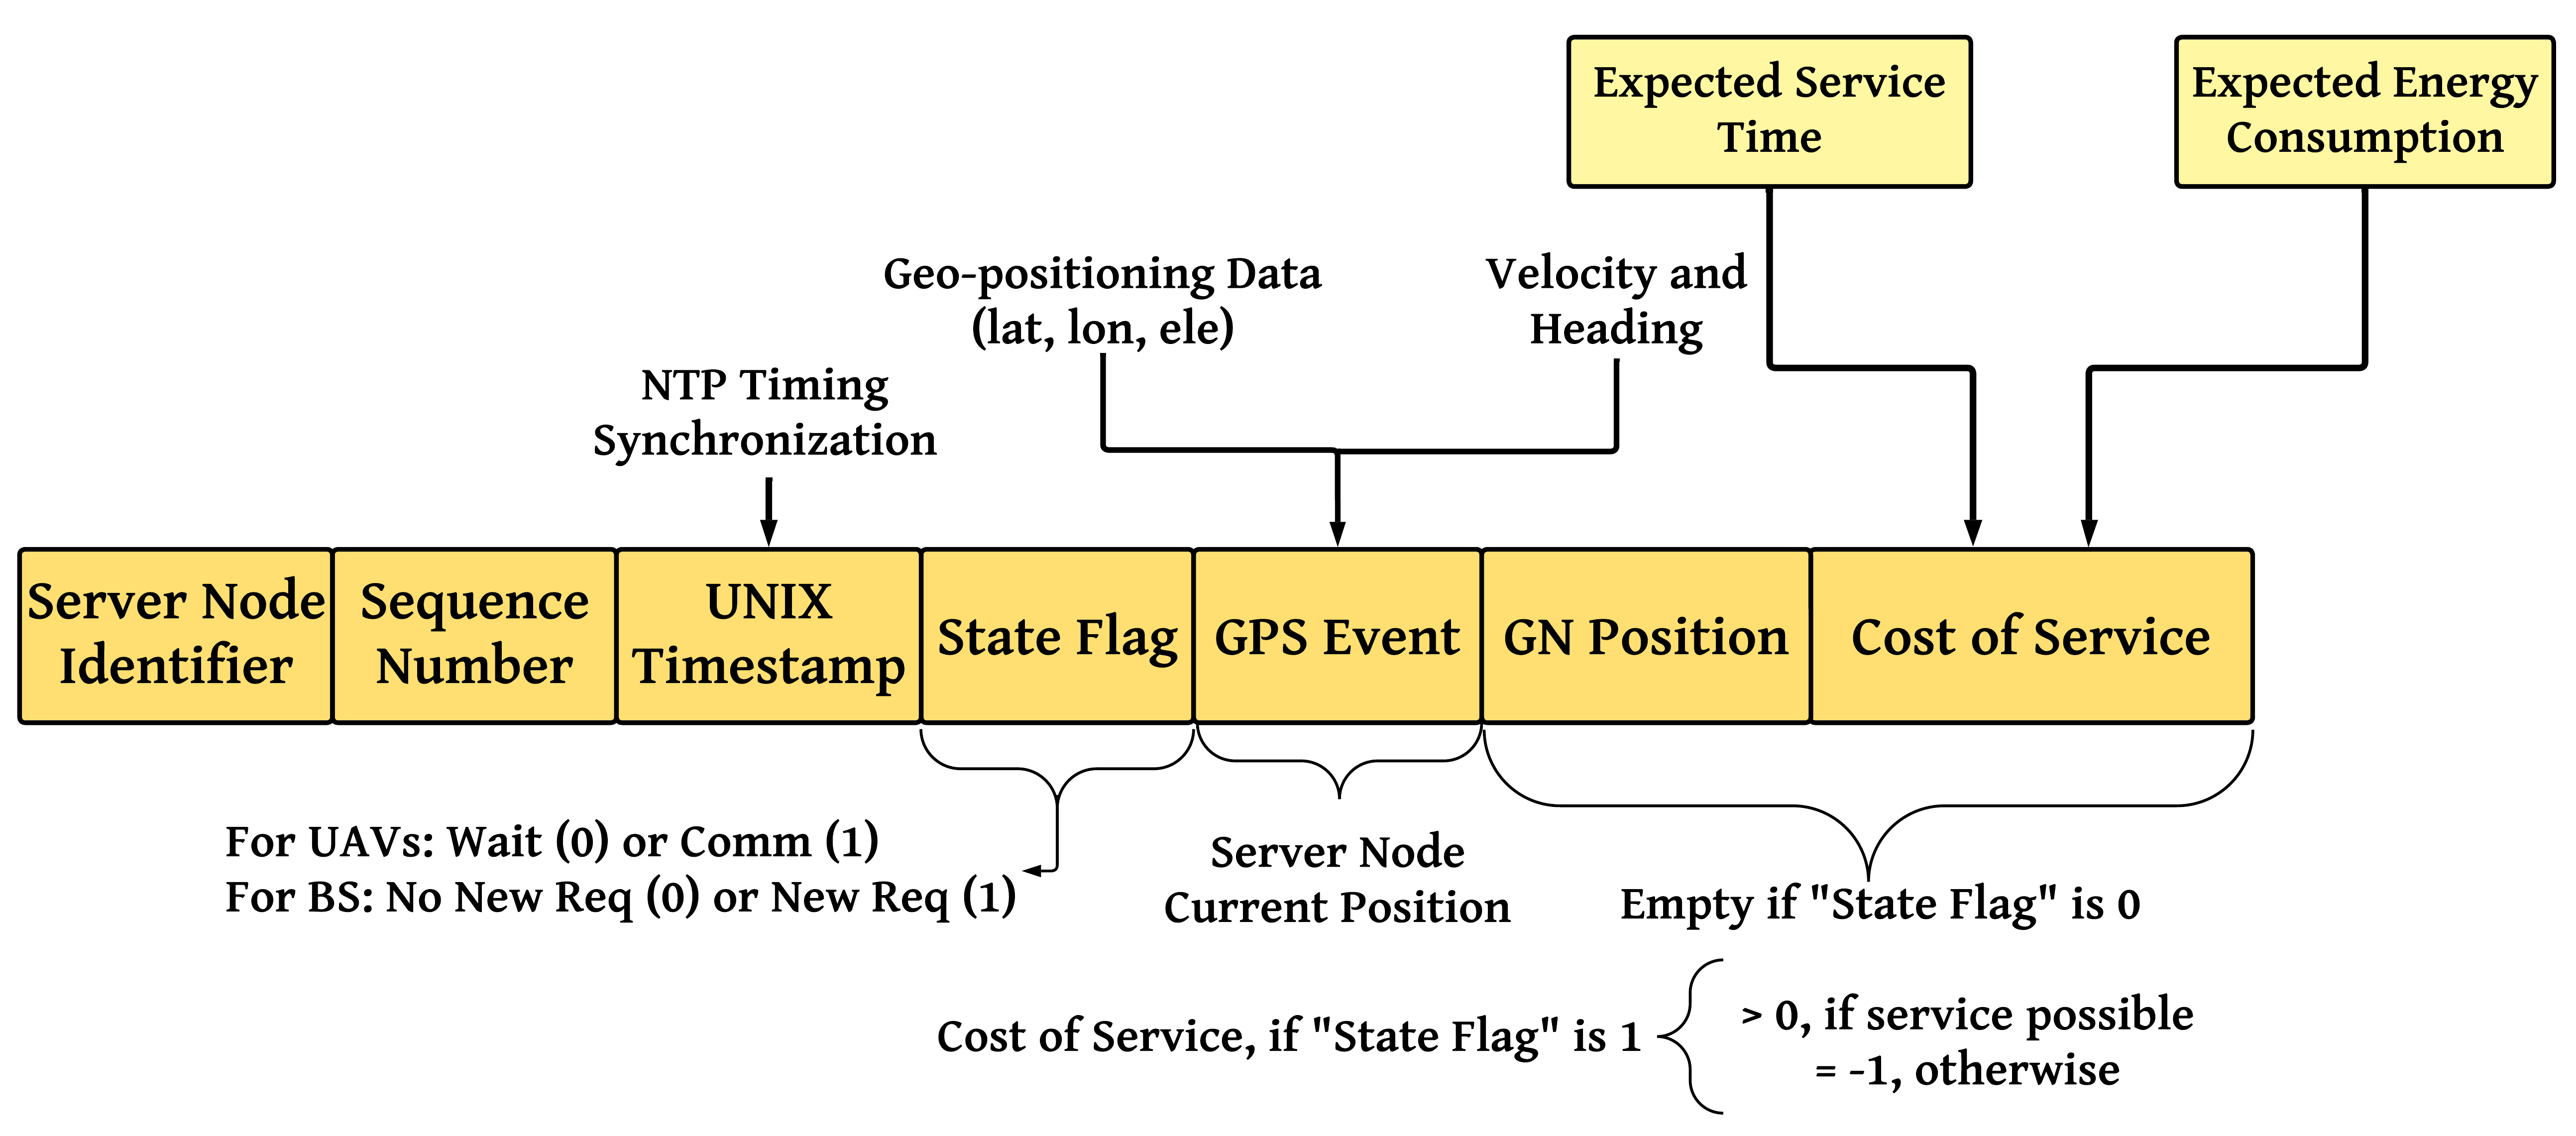 Expected Service
Time
Expected Energy
Consumption
Geo-positioning Data
(lat, lon, ele)
Velocity and
Heading
NTP Timing
Synchronization
Server Node
Identifier
Sequence
Number
UNIX
Timestamp
State Flag
GPS Event
GN Position
Cost of Service
For UAVs: Wait (0) or Comm (1)
For BS: No New Req (0) or New Req (1)
Server Node
Current Position
Empty if "State Flag" is 0
Cost of Service, if "State Flag" is 1
> 0, if service possible
= -1, otherwise